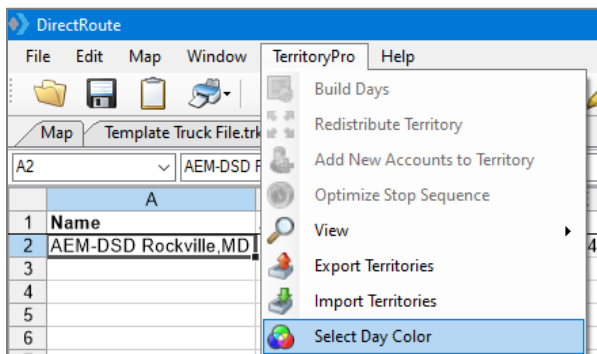 DirectRoute
File Edit Map Window TerritoryPro Help
Build Days
Redistribute Territory
Map Template Truck File.trk
Add New Accounts to Territory
A2 AEM-DSD
Optimize Stop Sequence
A
1 Name
View
2 AEM-DSD Rockville,MD 4
3
Export Territories
4
Import Territories
5
6
Select Day Color